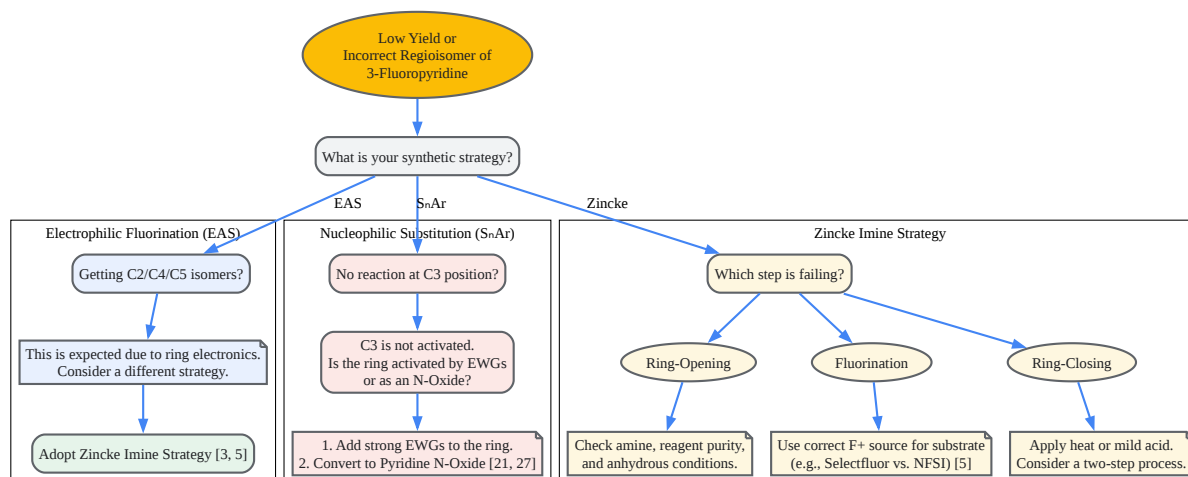 Low Yield or
Incorrect Regioisomer of
3-Fluoropyridine
What is your synthetic strategy?
EAS
SₙAr
Zincke
Electrophilic Fluorination (EAS)
Nucleophilic Substitution (SₙAr)
Zincke Imine Strategy
Getting C2/C4/C5 isomers?
No reaction at C3 position?
Which step is failing?
This is expected due to ring electronics.
Consider a different strategy.
C3 is not activated.
Is the ring activated by EWGs
or as an N-Oxide?
Ring-Opening
Fluorination
Ring-Closing
Adopt Zincke Imine Strategy [3, 5]
1. Add strong EWGs to the ring.
2. Convert to Pyridine N-Oxide [21, 27]
Check amine, reagent purity,
and anhydrous conditions.
Use correct F+ source for substrate
(e.g., Selectfluor vs. NFSI) [5]
Apply heat or mild acid.
Consider a two-step process.